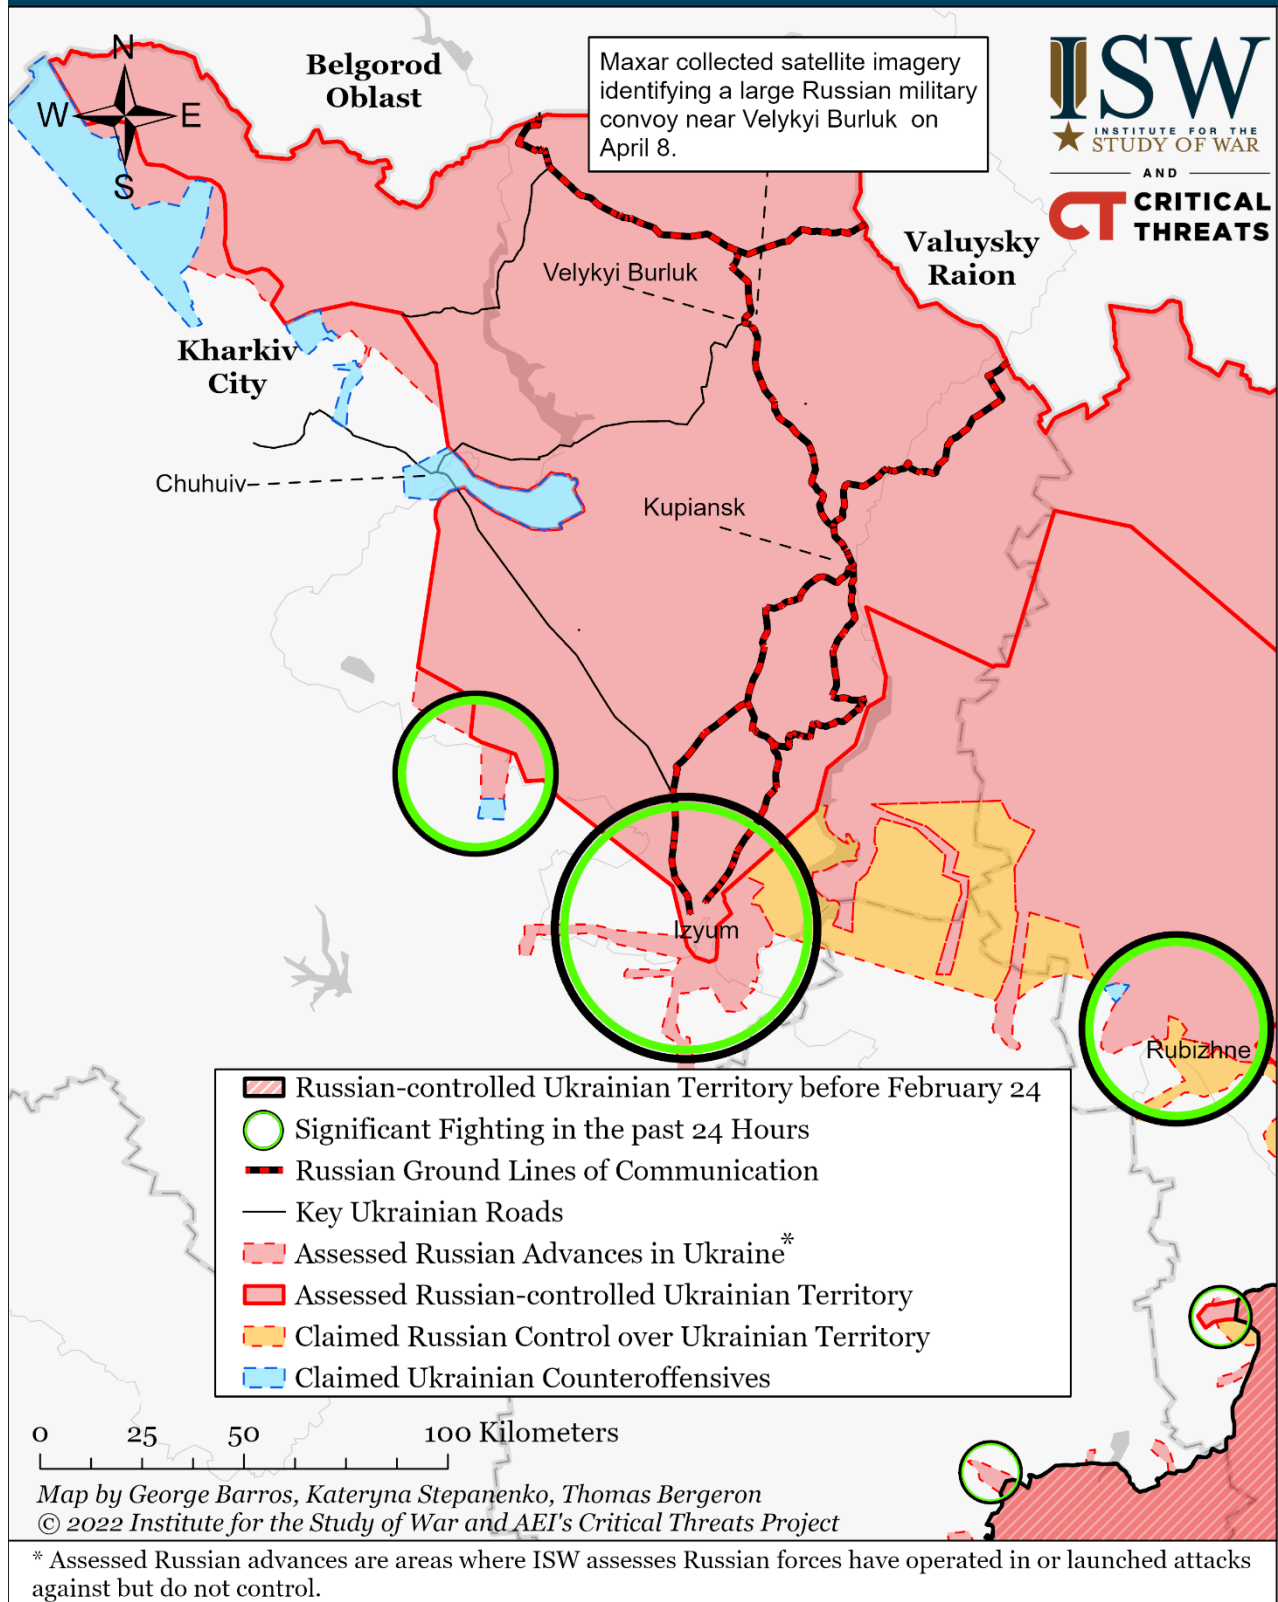 N
W
E
S
Belgorod
Oblast
Maxar collected satellite imagery
identifying a large Russian military
convoy near Velykyi Burluk on
April 8.
ISW
INSTITUTE FOR THE
STUDY OF WAR
AND
CT CRITICAL
THREATS
Valuysky
Raion
Velykyi Burluk
Kharkiv
City
Chuhuiv
Kupiansk
Izyum
Rubizhne
Russian-controlled Ukrainian Territory before February 24
Significant Fighting in the past 24 Hours
Russian Ground Lines of Communication
Key Ukrainian Roads
Assessed Russian Advances in Ukraine*
Assessed Russian-controlled Ukrainian Territory
Claimed Russian Control over Ukrainian Territory
Claimed Ukrainian Counteroffensives
0 25 50 100 Kilometers
Map by George Barros, Kateryna Stepanenko, Thomas Bergeron
© 2022 Institute for the Study of War and AEI's Critical Threats Project
* Assessed Russian advances are areas where ISW assesses Russian forces have operated in or launched attacks
against but do not control.